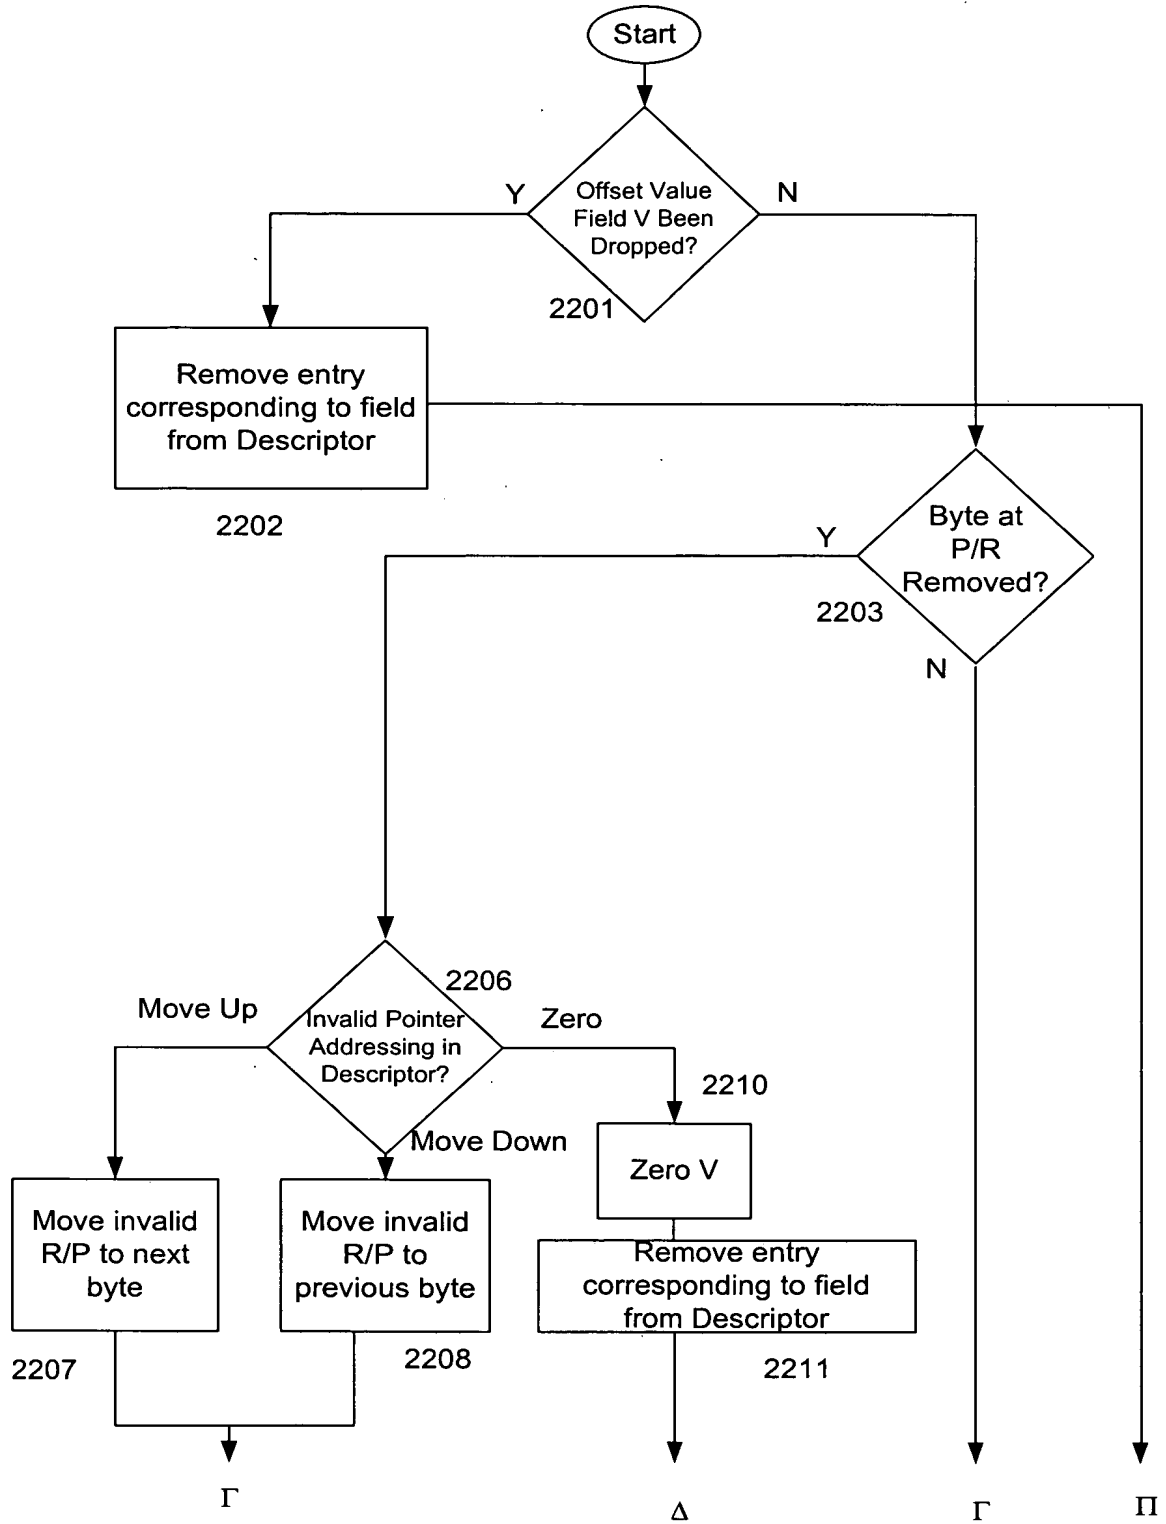 Start
Y
N
Offset Value
Field V Been
Dropped?
2201
Remove entry
corresponding to field
from Descriptor
2202
Byte at
P/R
Removed?
Y
2203
N
2206
Move Up
Invalid Pointer
Addressing in
Descriptor?
Zero
2210
Move Down
Zero V
Move invalid
R/P to next
byte
Move invalid
R/P to
previous byte
Remove entry
corresponding to field
from Descriptor
2207
2208
2211
Γ
Δ
Γ
Π